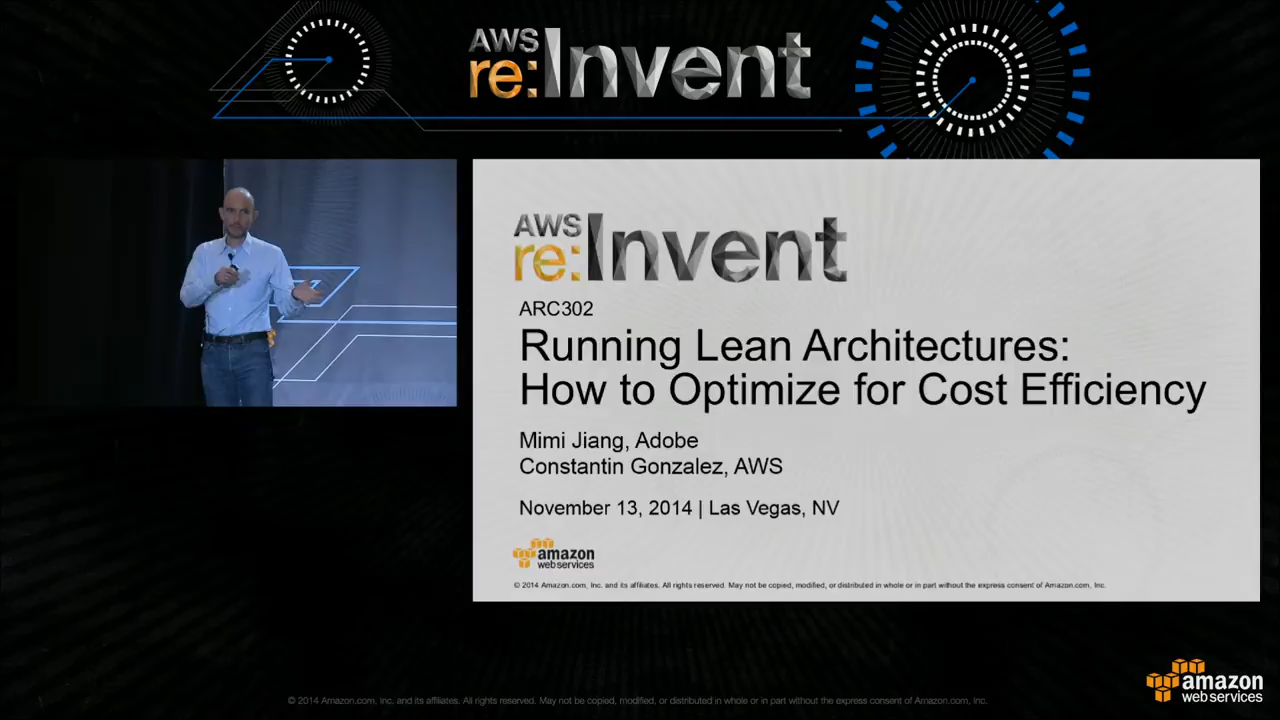 AWS
re:Invent
AWS
re:Invent
ARC302
Running Lean Architectures:
How to Optimize for Cost Efficiency
Mimi Jiang, Adobe
Constantin Gonzalez, AWS
November 13, 2014 | Las Vegas, NV
amazon
web services
© 2014 Amazon.com, Inc. and its affiliates. All rights reserved. May not be copied, modified, or distributed in whole or in part without the express consent of Amazon.com, Inc.
amazon
web services
© 2014 Amazon.com, Inc. and its affiliates. All rights reserved. May not be copied, modified, or distributed in whole or in part without the express consent of Amazon.com, Inc.